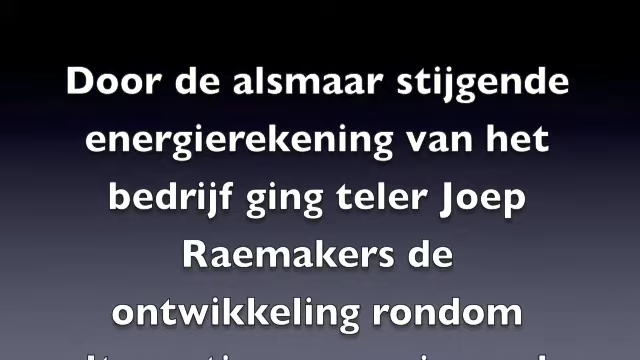 Door de alsmaar stijgende
energierekening van het
bedrijf ging teler Joep
Raemakers de
ontwikkeling rondom